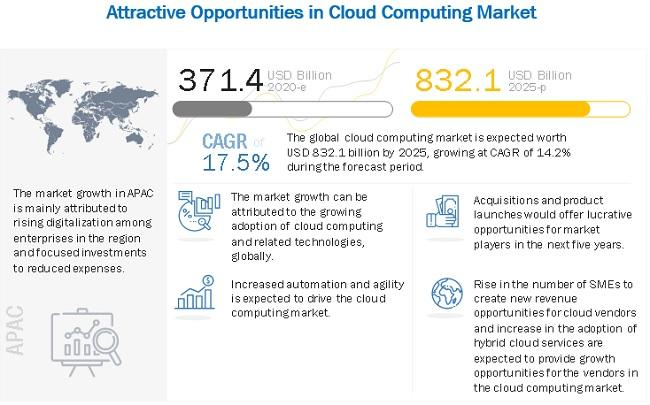 Attractive Opportunities in Cloud Computing Market
371.4 USD Billion
2020-e
832.1 USD Billion
2025-p
CAGR of
17.5%
The global cloud computing market is expected worth
USD 832.1 billion by 2025, growing at CAGR of 14.2%
during the forecast period.
The market growth in APAC
is mainly attributed to
rising digitalization among
enterprises in the region
and focused investments
to reduced expenses.
APAC
The market growth can be
attributed to the growing
adoption of cloud computing
and related technologies,
globally.
Increased automation and agility
is expected to drive the cloud
computing market.
Acquisitions and product
launches would offer lucrative
opportunities for market
players in the next five years.
Rise in the number of SMEs to
create new revenue
opportunities for cloud vendors
and increase in the adoption of
hybrid cloud services are
expected to provide growth
opportunities for the vendors in
the cloud computing market.